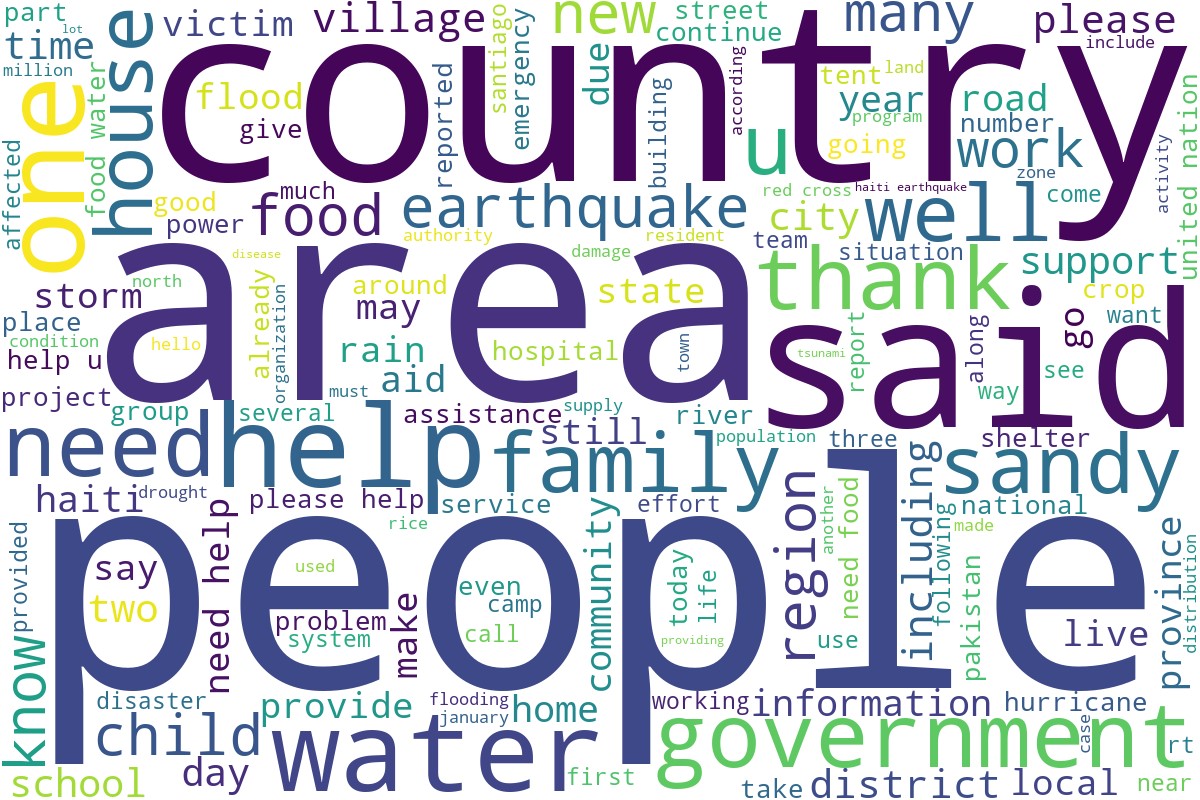 part
lot
time
million
victim
village
santiago
emergency
new
street
continue
due
many
please
include
country
one
food water
house
flood
give
reported
building
according
tent
land
year
program
going
road
number
work
zone
u
affected
united nation
activity
come
good
power
much
food
earthquake
authority
damage
resident
red cross
haiti earthquake
city
team
well
situation
support
thank
crop
want
north
disease
storm
place
condition
help u
hello
already
organization
around
may
state
area
rain
aid
hospital
town
must
project
group
several
assistance
supply
river
tsunami
report
said
along
go
see
way
need
help
family
still
population
three
shelter
sandy
haiti
drought
please help
service
effort
national
rice
need help
provided
say
two
used
problem
system
make
even
camp
call
community
today
life
providing
people
region
another
need food
use
including
following
made
pakistan
live
province
distribution
know
disaster
child
provide
flooding
january
home
working
information
hurricane
government
case
rt
school
day
water
first
take
district
local
near